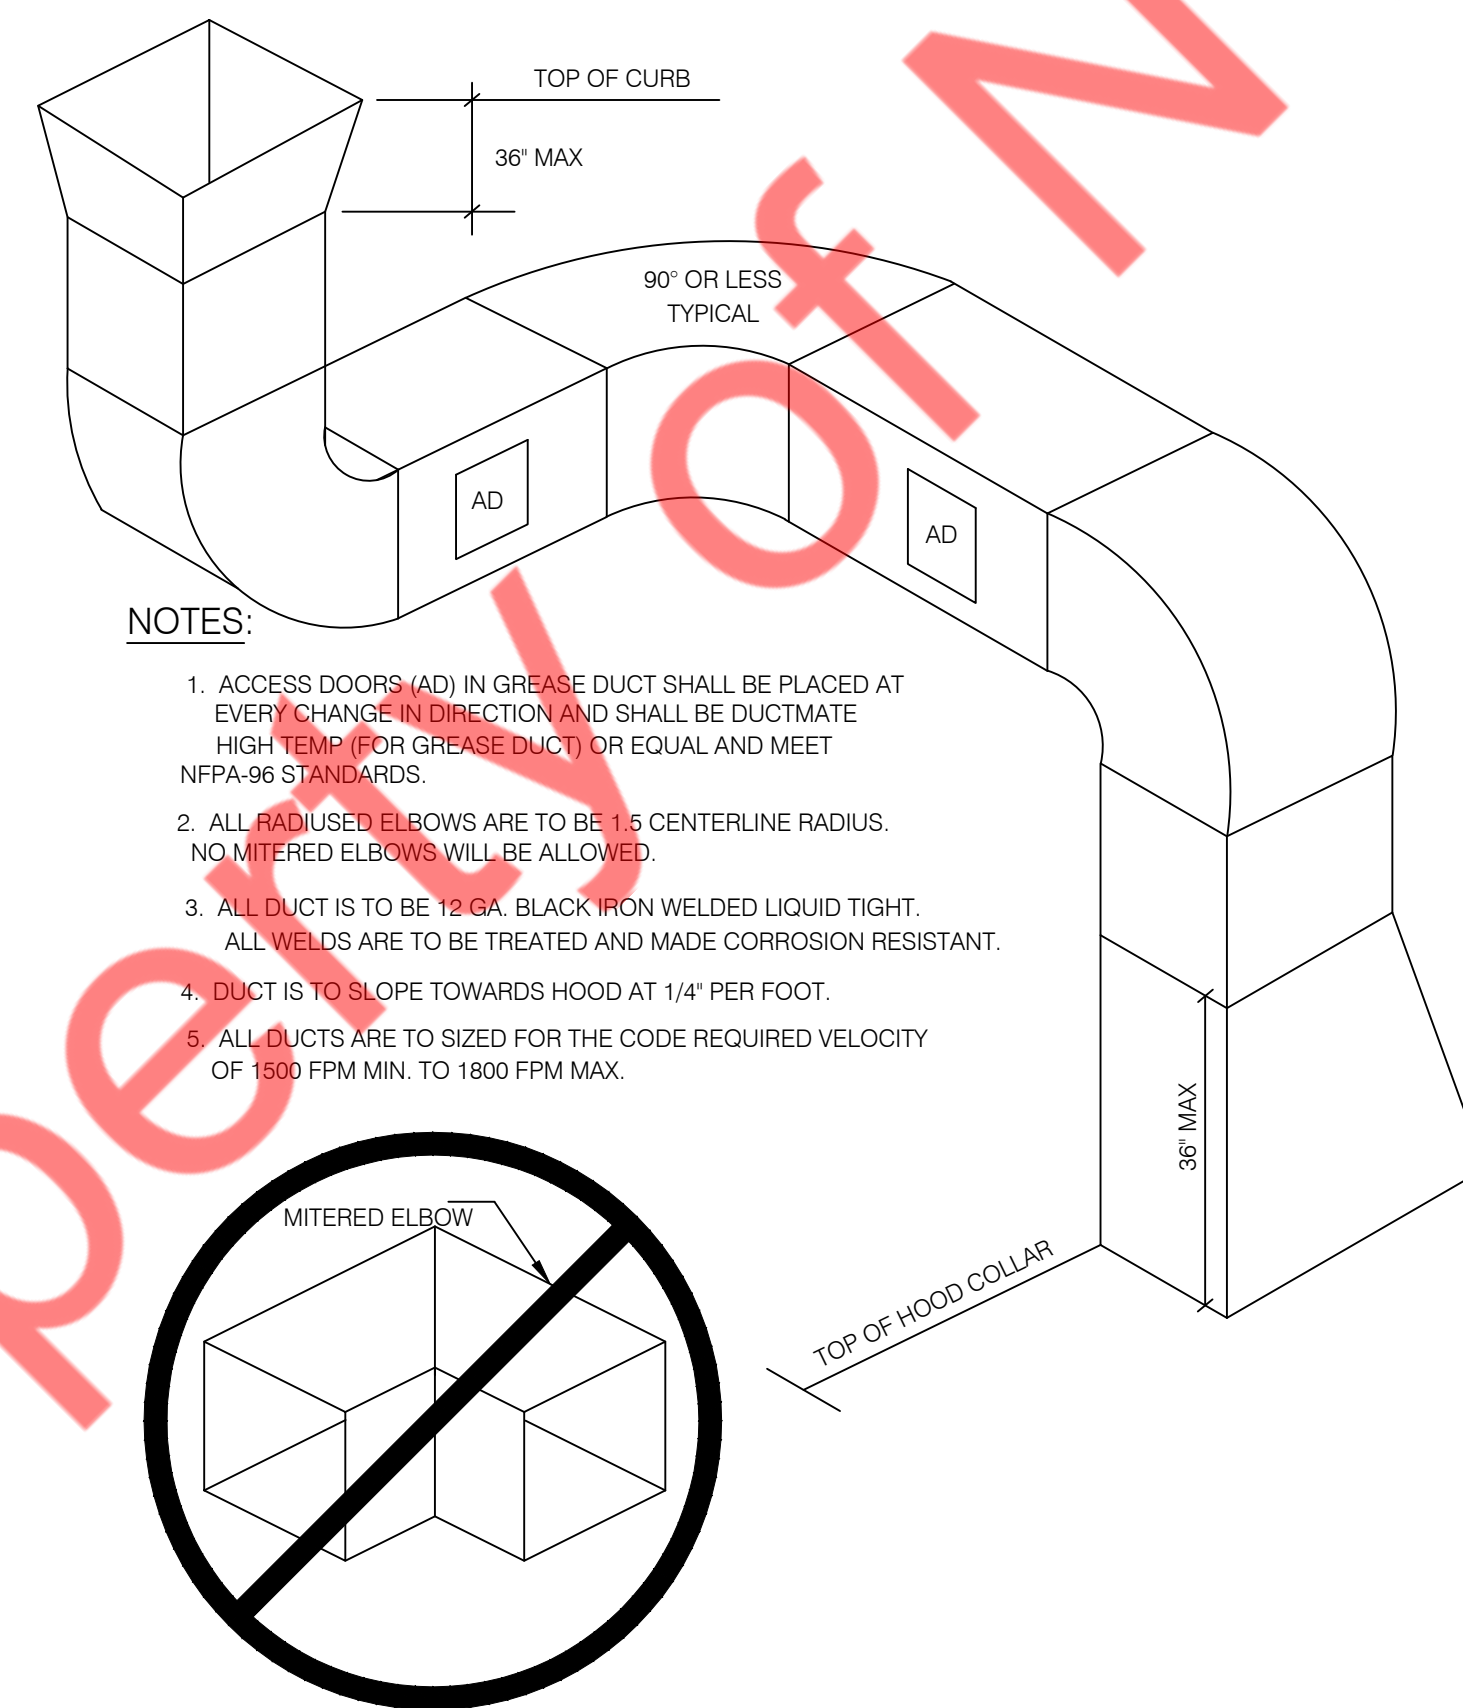 TOP OF CURB
36" MAX
90° OR LESS
TYPICAL
AD
AD
NOTES:
1. ACCESS DOORS (AD) IN GREASE DUCT SHALL BE PLACED AT
EVERY CHANGE IN DIRECTION AND SHALL BE DUCTMATE
HIGH TEMP (FOR GREASE DUCT) OR EQUAL AND MEET
NFPA-96 STANDARDS.
2. ALL RADIUSED ELBOWS ARE TO BE 1.5 CENTERLINE RADIUS.
NO MITERED ELBOWS WILL BE ALLOWED.
3. ALL DUCT IS TO BE 12 GA. BLACK IRON WELDED LIQUID TIGHT.
ALL WELDS ARE TO BE TREATED AND MADE CORROSION RESISTANT.
4. DUCT IS TO SLOPE TOWARDS HOOD AT 1/4" PER FOOT.
5. ALL DUCTS ARE TO SIZED FOR THE CODE REQUIRED VELOCITY
OF 1500 FPM MIN. TO 1800 FPM MAX.
36" MAX
MITERED ELBOW
TOP OF HOOD COLLAR
perty of N